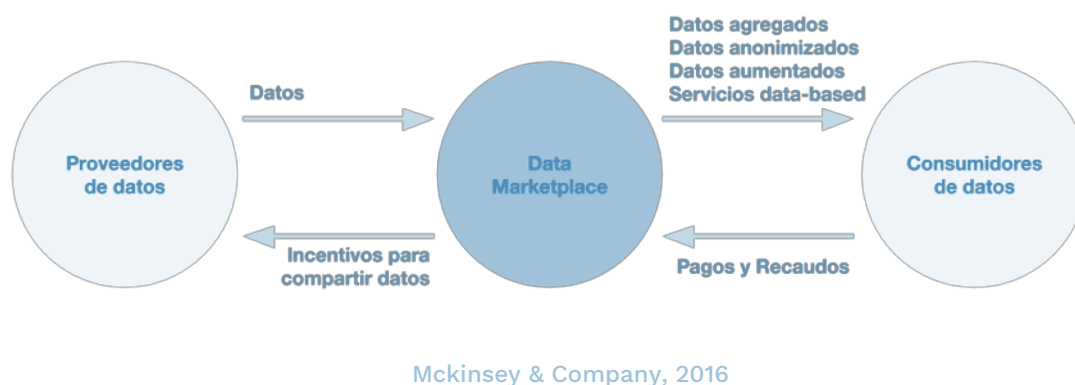 Datos agregados
Datos anonimizados
Datos aumentados
Servicios data-based
Datos
Proveedores
de datos
Data
Marketplace
Consumidores
de datos
Incentivos para
compartir datos
Pagos y Recaudos
Mckinsey & Company, 2016